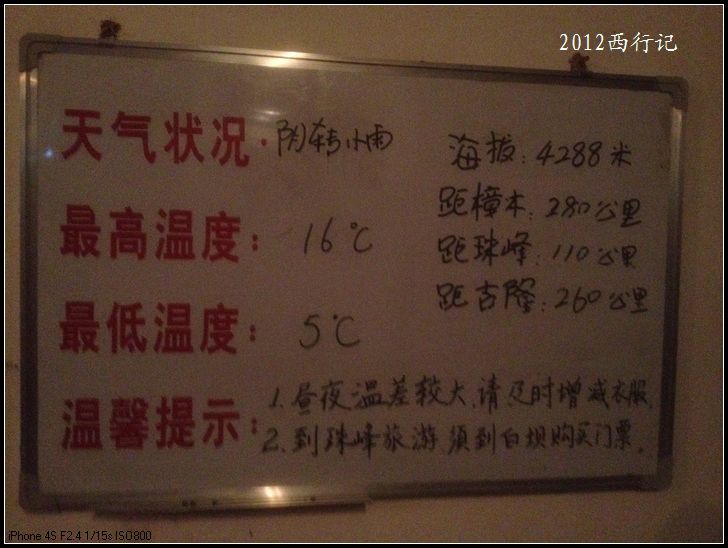 2012西行记
天气状况·阴转小雨
海拔:4288米
最高温度:16℃
距樟木:280公里
距珠峰:110公里
最低温度:5℃
距吉隆:260公里
温馨提示:
1.昼夜温差较大,请及时增减衣服.
2.到珠峰旅游须到白坝购买门票。
iPhone 4S F2.4 1/15s ISO800